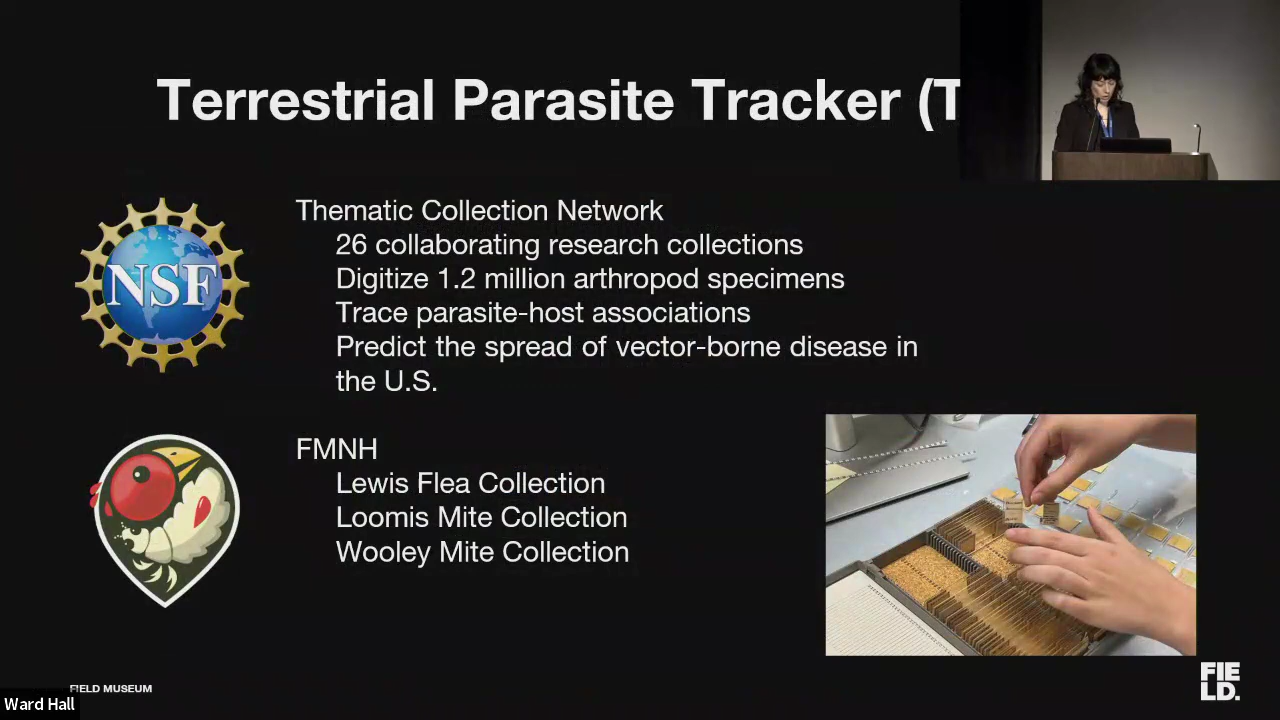 Terrestrial Parasite Tracker (T
NSF
Thematic Collection Network
26 collaborating research collections
Digitize 1.2 million arthropod specimens
Trace parasite-host associations
Predict the spread of vector-borne disease in
the U.S.
FMNH
Lewis Flea Collection
Loomis Mite Collection
Wooley Mite Collection
FIELD MUSEUM
Ward Hall
FIE
LD.